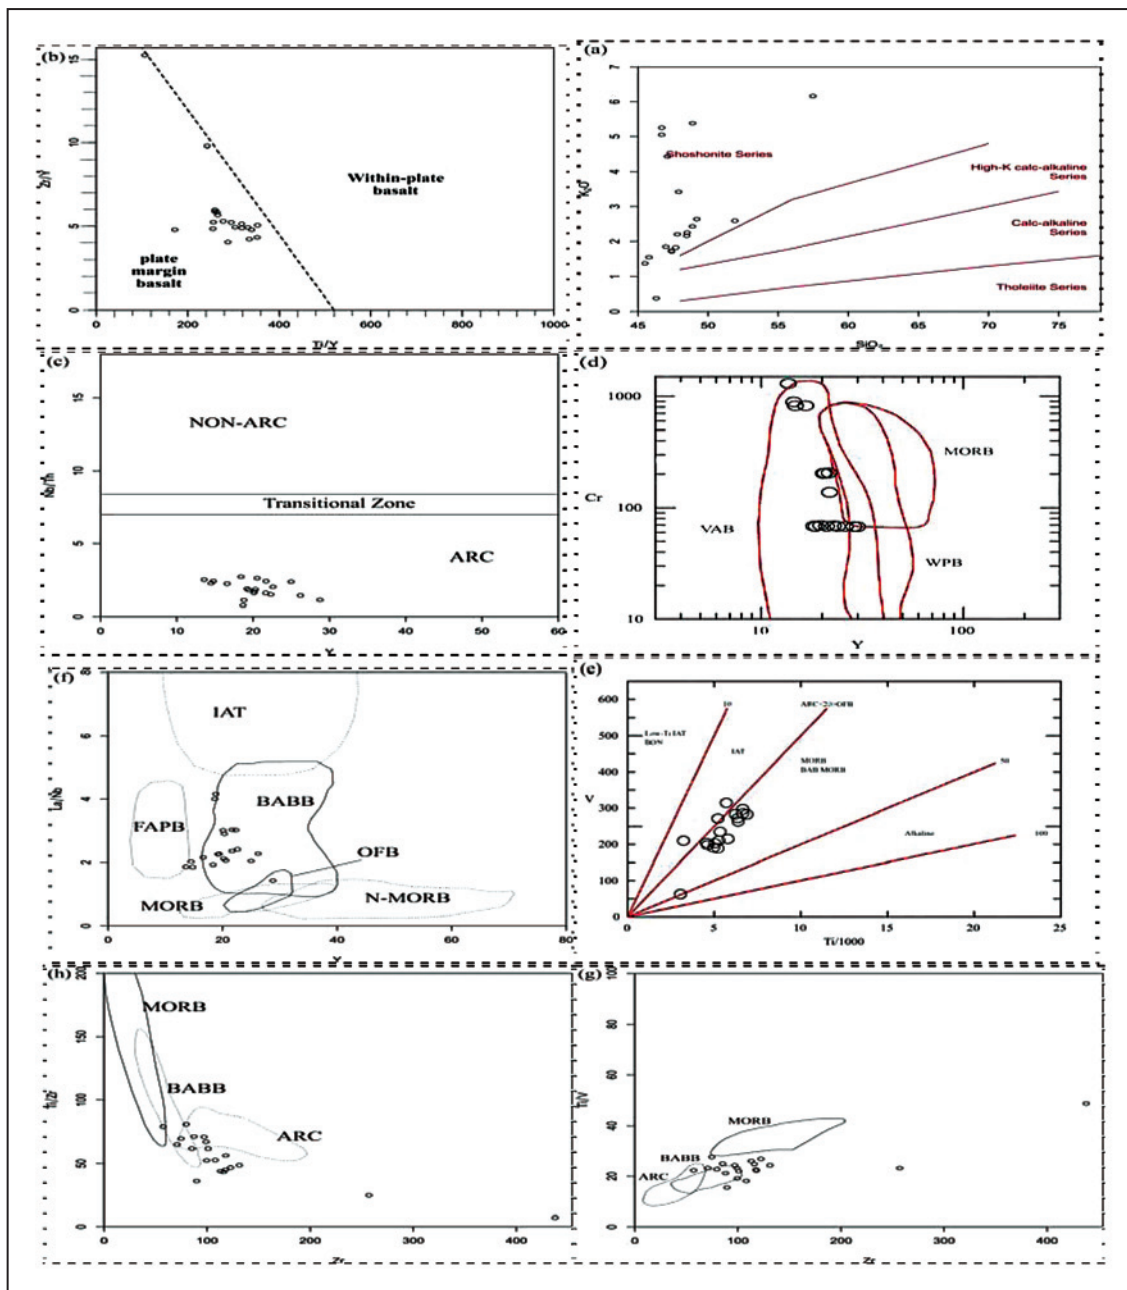 (b)
15
10
5
0
Zr/Y
Within-plate
basalt
plate
margin
basalt
0 200 400 600 800 1000
Ti/Y
(a)
7
6
5
4
3
2
1
0
K2O
Shoshonite Series
High-K calc-alkaline
Series
Calc-alkaline
Series
Tholeiite Series
45 50 55 60 65 70 75
SiO2
(c)
15
10
5
0
Nb/Th
NON-ARC
Transitional Zone
ARC
0 10 20 30 40 50 60
Y
(d)
1000
100
10
Cr
MORB
VAB
WPB
10 100
Y
(f)
8
6
4
2
0
La/Nb
IAT
FAPB
BABB
OFB
MORB
N-MORB
0 20 40 60 80
Y
(e)
600
500
400
300
200
100
0
V
10
ARC<20>OFB
Low-Ti IAT
BON
IAT
MORB
BAB MORB
50
Alkaline
100
0 5 10 15 20 25
Ti/1000
(h)
200
150
100
50
0
Ti/Zr
MORB
BABB
ARC
0 100 200 300 400
Zr
(g)
100
80
60
40
20
0
Ti/V
MORB
BABB
ARC
0 100 200 300 400
Zr